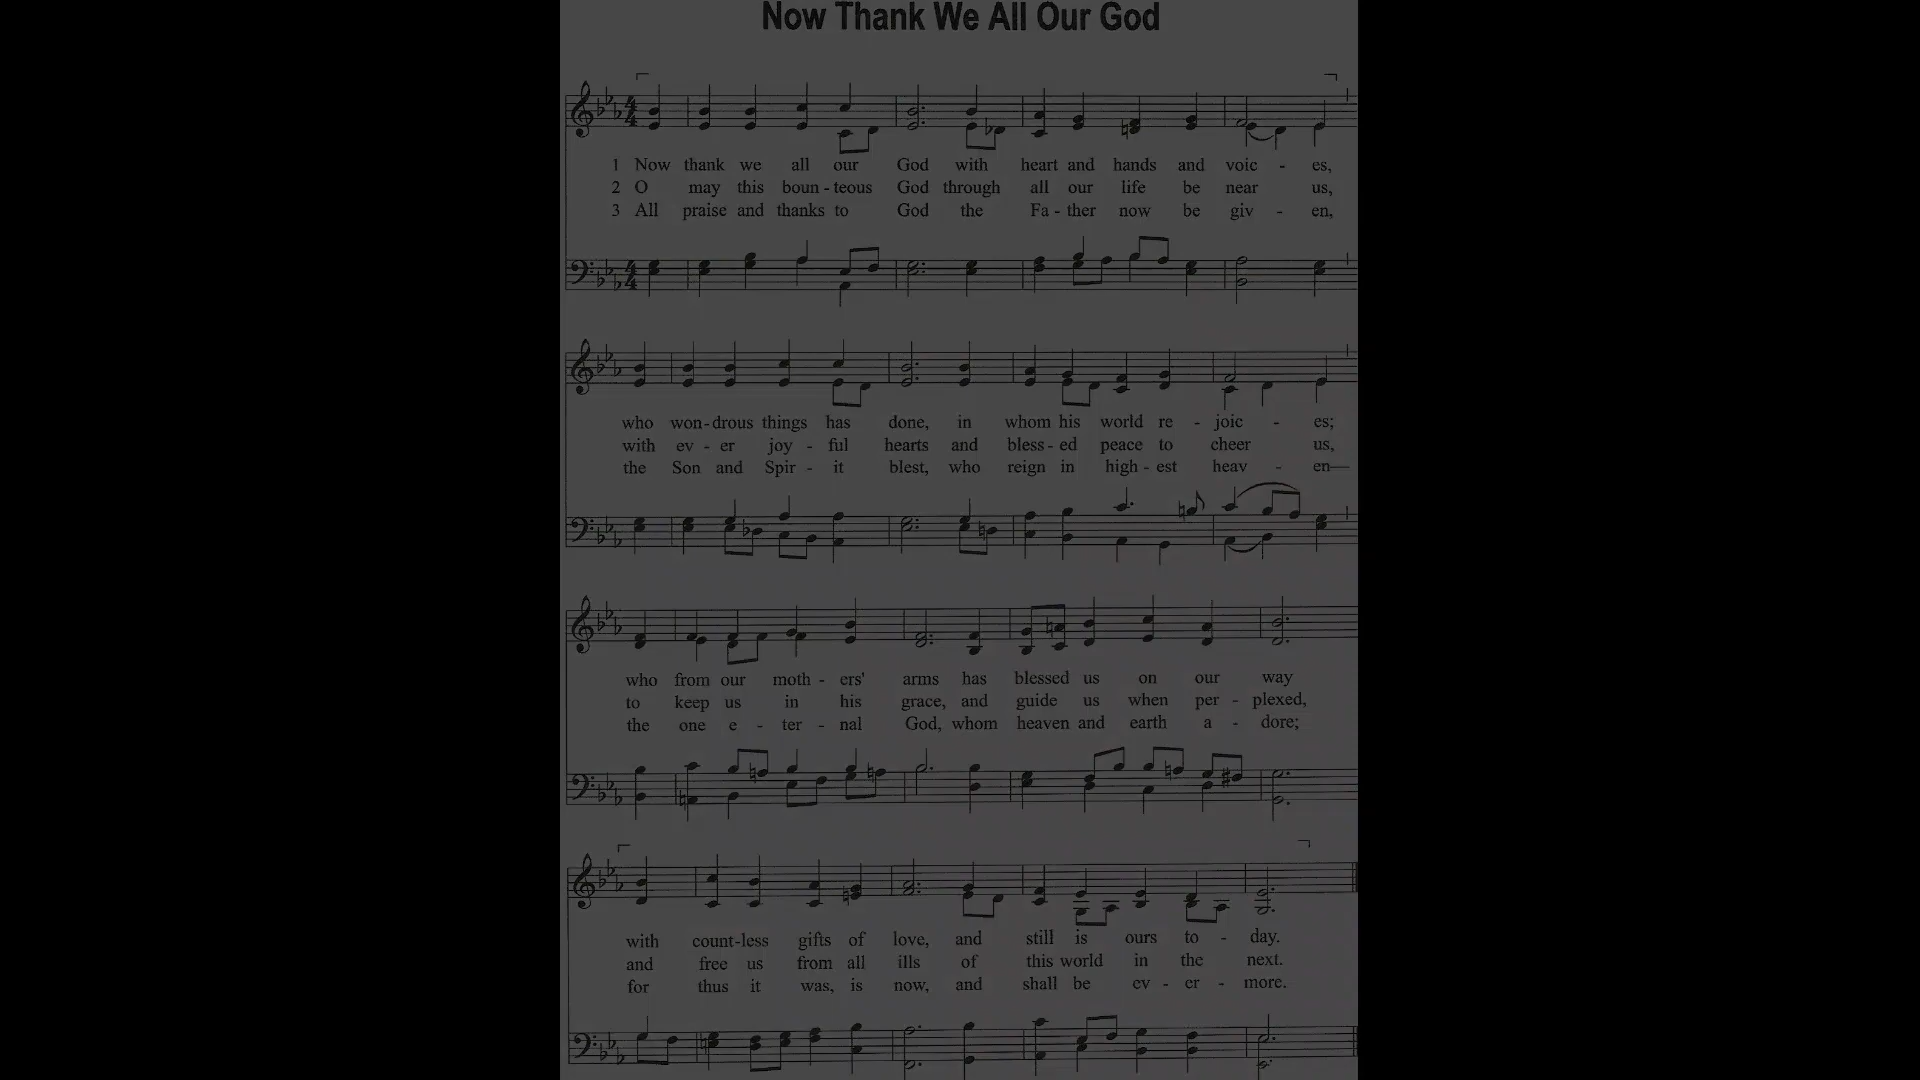 Now Thank We All Our God
1 Now thank we all our God with heart and hands and voic - es,
2 O may this boun - teous God through all our life be near us,
3 All praise and thanks to God the Fa - ther now be giv - en,
who won - drous things has done, in whom his world re - joic - es;
with ev - er joy - ful hearts and bless - ed peace to cheer us,
the Son and Spir - it blest, who reign in high - est heav - en—
who from our moth - ers' arms has blessed us on our way
to keep us in his grace, and guide us when per - plexed,
the one e - ter - nal God, whom heaven and earth a - dore;
with count - less gifts of love, and still is ours to - day.
and free us from all ills of this world in the next.
for thus it was, is now, and shall be ev - er - more.